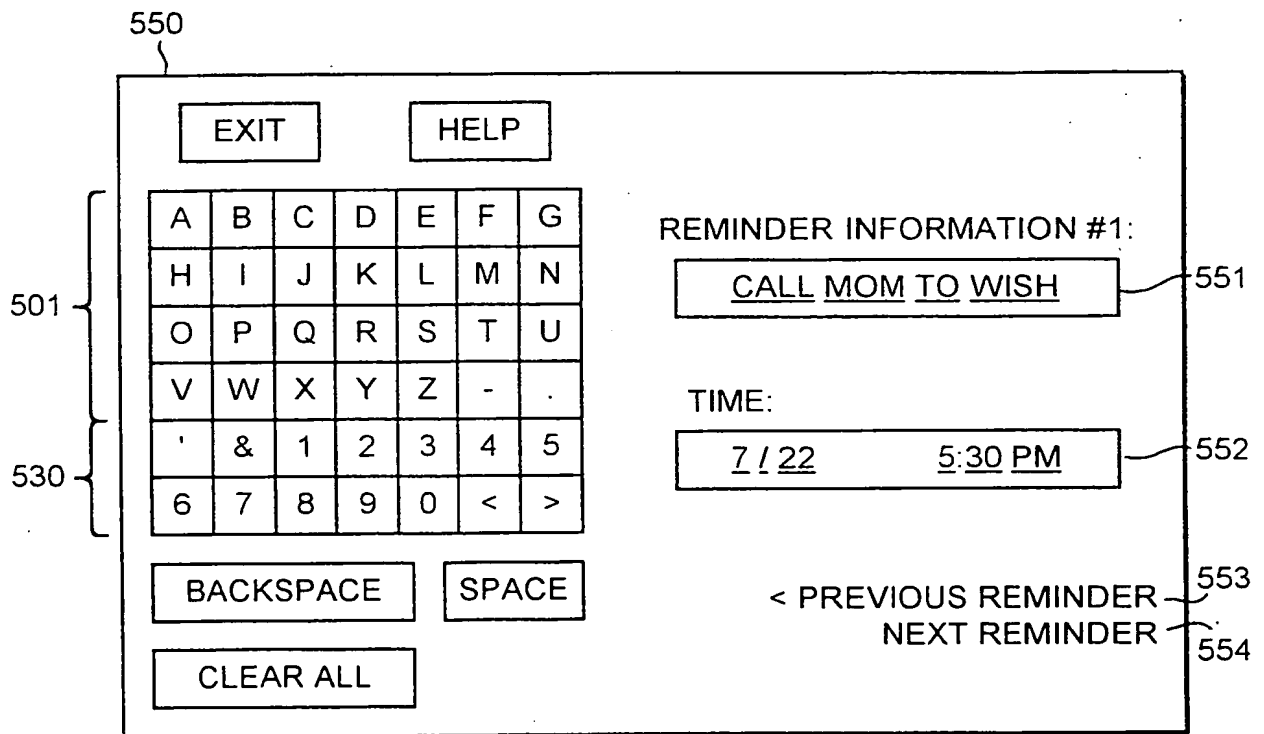 550
EXIT HELP
A B C D E F G
H I J K L M N
O P Q R S T U
V W X Y Z - .
' & 1 2 3 4 5
6 7 8 9 0 < >
501
530
BACKSPACE SPACE
CLEAR ALL
REMINDER INFORMATION #1:
CALL MOM TO WISH
551
TIME:
7 / 22 5:30 PM
552
< PREVIOUS REMINDER
553
NEXT REMINDER
554